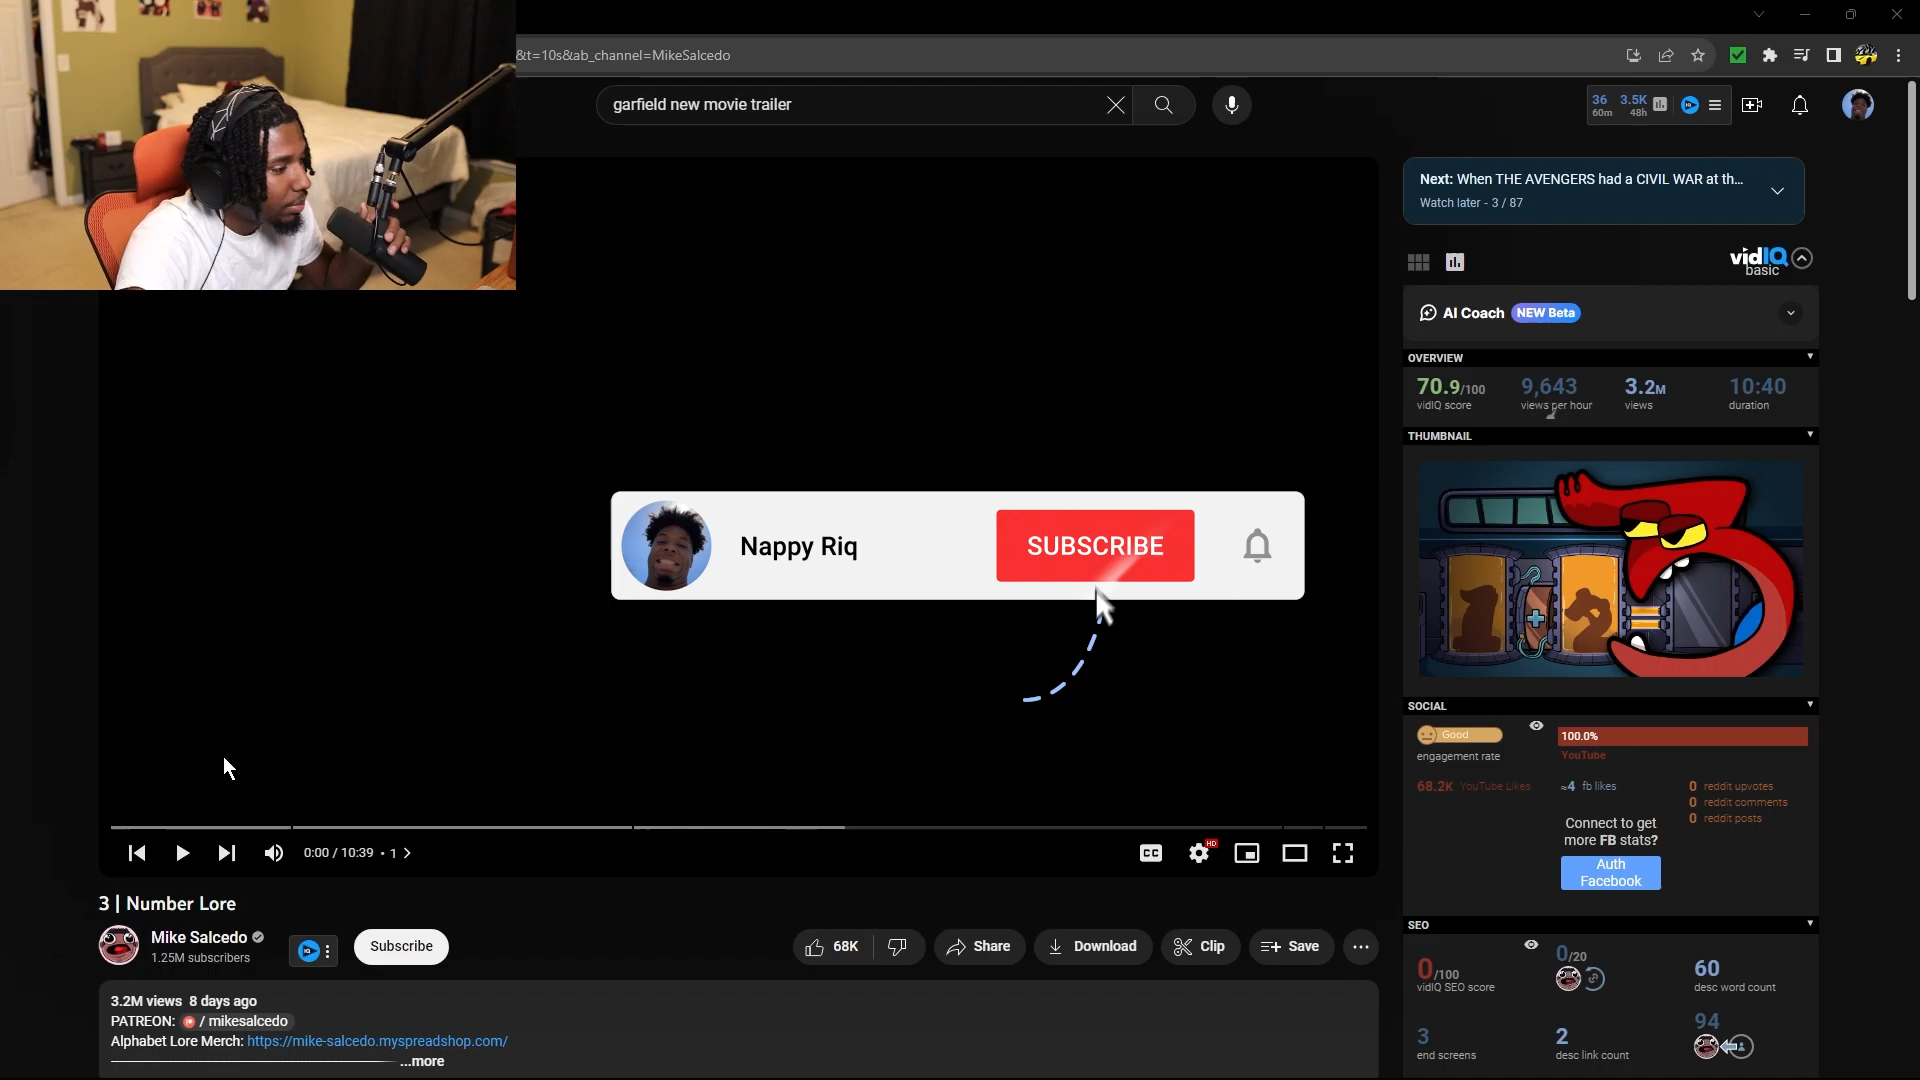 &t=10s&ab_channel=MikeSalcedo
garfield new movie trailer
36 3.5K
60m 48h
Next: When THE AVENGERS had a CIVIL WAR at th...
Watch later - 3 / 87
vidIQ
basic
AI Coach NEW Beta
OVERVIEW
70.9/100 9,643 3.2M 10:40
vidIQ score views per hour views duration
THUMBNAIL
1 2
Nappy Riq SUBSCRIBE
SOCIAL
Good 100.0%
engagement rate YouTube
68.2K YouTube Likes ≈4 fb likes 0 reddit upvotes
0 reddit comments
0 reddit posts
Connect to get
more FB stats?
Auth
Facebook
0:00 / 10:39 • 1 >
CC HD
3 | Number Lore
Mike Salcedo
1.25M subscribers
Subscribe
68K Share Download Clip Save
3.2M views 8 days ago
PATREON: / mikesalcedo
Alphabet Lore Merch: https://mike-salcedo.myspreadshop.com/
...more
SEO
0/100 0/20 60
vidIQ SEO score desc word count
3 2 94
end screens desc link count